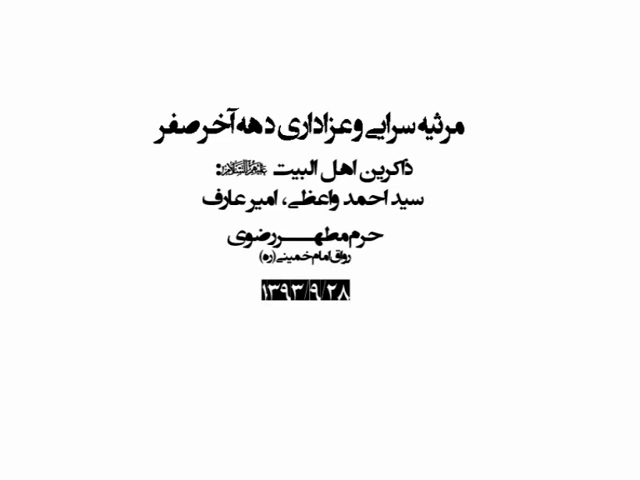 مرثیه سرایی و عزاداری دهه آخر صفر
ذاکرین اهل البیت علیهم‌السلام:
سید احمد واعظی، امیر عارف
حرم مطهر رضوی
رواق امام خمینی (ره)
۱۳۹۳/۹/۲۸